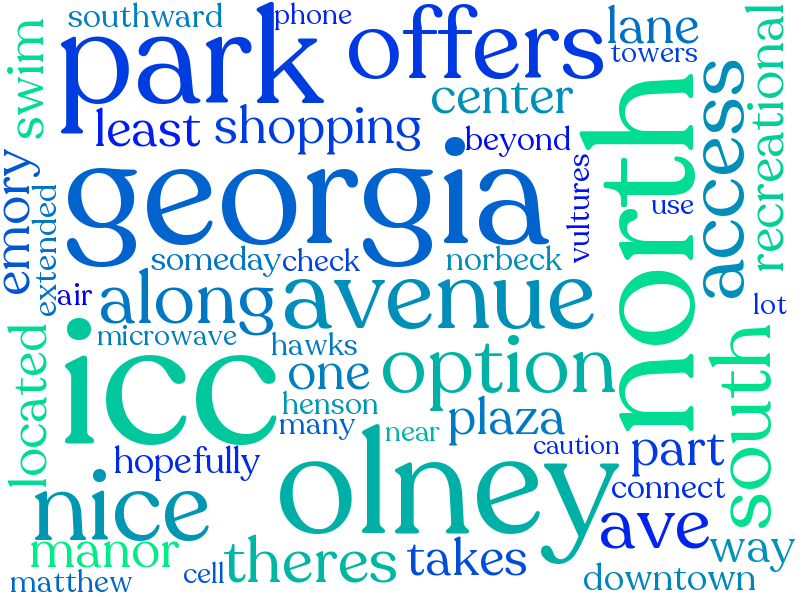 southward
phone
park
offers
lane
towers
swim
center
recreational
least
shopping
beyond
north
access
georgia
emory
extended
vultures
use
someday
check
norbeck
air
along
avenue
lot
microwave
hawks
icc
one
option
henson
located
many
near
plaza
south
caution
part
hopefully
olney
connect
nice
ave
way
manor
theres
takes
cell
matthew
downtown